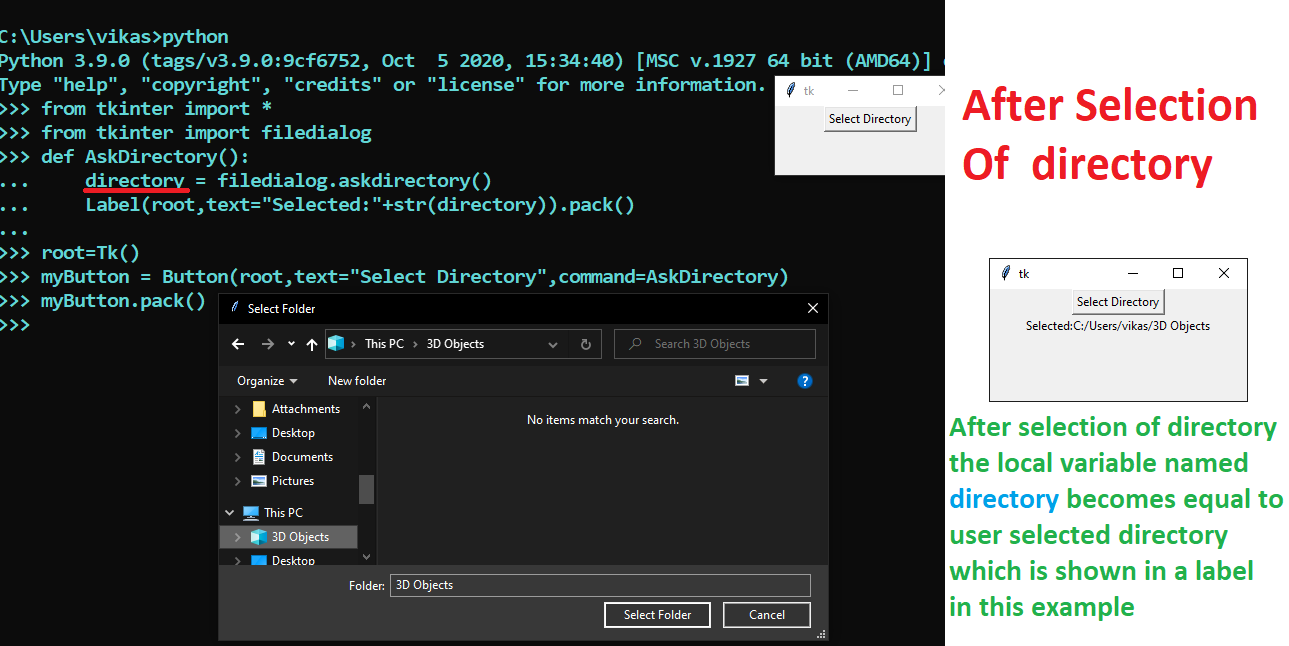 C:\Users\vikas>python
Python 3.9.0 (tags/v3.9.0:9cf6752, Oct  5 2020, 15:34:40) [MSC v.1927 64 bit (AMD64)]
Type "help", "copyright", "credits" or "license" for more information.
>>> from tkinter import *
>>> from tkinter import filedialog
>>> def AskDirectory():
...     directory = filedialog.askdirectory()
...     Label(root,text="Selected:"+str(directory)).pack()
...
>>> root=Tk()
>>> myButton = Button(root,text="Select Directory",command=AskDirectory)
>>> myButton.pack()
>>>
tk
Select Directory
Select Folder
This PC
3D Objects
Search 3D Objects
Organize
New folder
?
Attachments
Desktop
Documents
Pictures
This PC
3D Objects
Desktop
No items match your search.
Folder:
3D Objects
Select Folder
Cancel
After Selection
Of  directory
tk
Select Directory
Selected:C:/Users/vikas/3D Objects
After selection of directory
the local variable named
directory becomes equal to
user selected directory
which is shown in a label
in this example